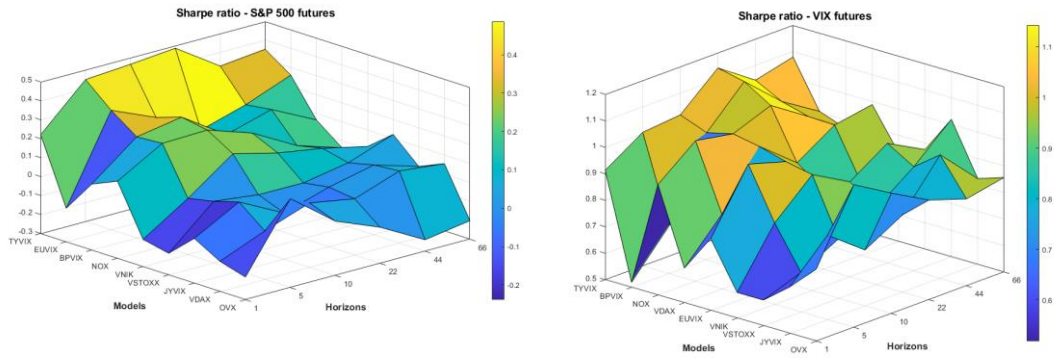 Sharpe ratio - S&P 500 futures
0.5
0.4
0.3
0.2
0.1
0
-0.1
-0.2
-0.3
TYVIX
EUVIX
BPVIX
NOX
VNIK
VSTOXX
JYVIX
VDAX
OVX
Models
1
5
10
22
44
66
Horizons
0.4
0.3
0.2
0.1
0
-0.1
-0.2
Sharpe ratio - VIX futures
1.2
1.1
1
0.9
0.8
0.7
0.6
0.5
TYVIX
BPVIX
NOX
VDAX
EUVIX
VNIK
VSTOXX
JYVIX
OVX
Models
1
5
10
22
44
66
Horizons
1.1
1
0.9
0.8
0.7
0.6